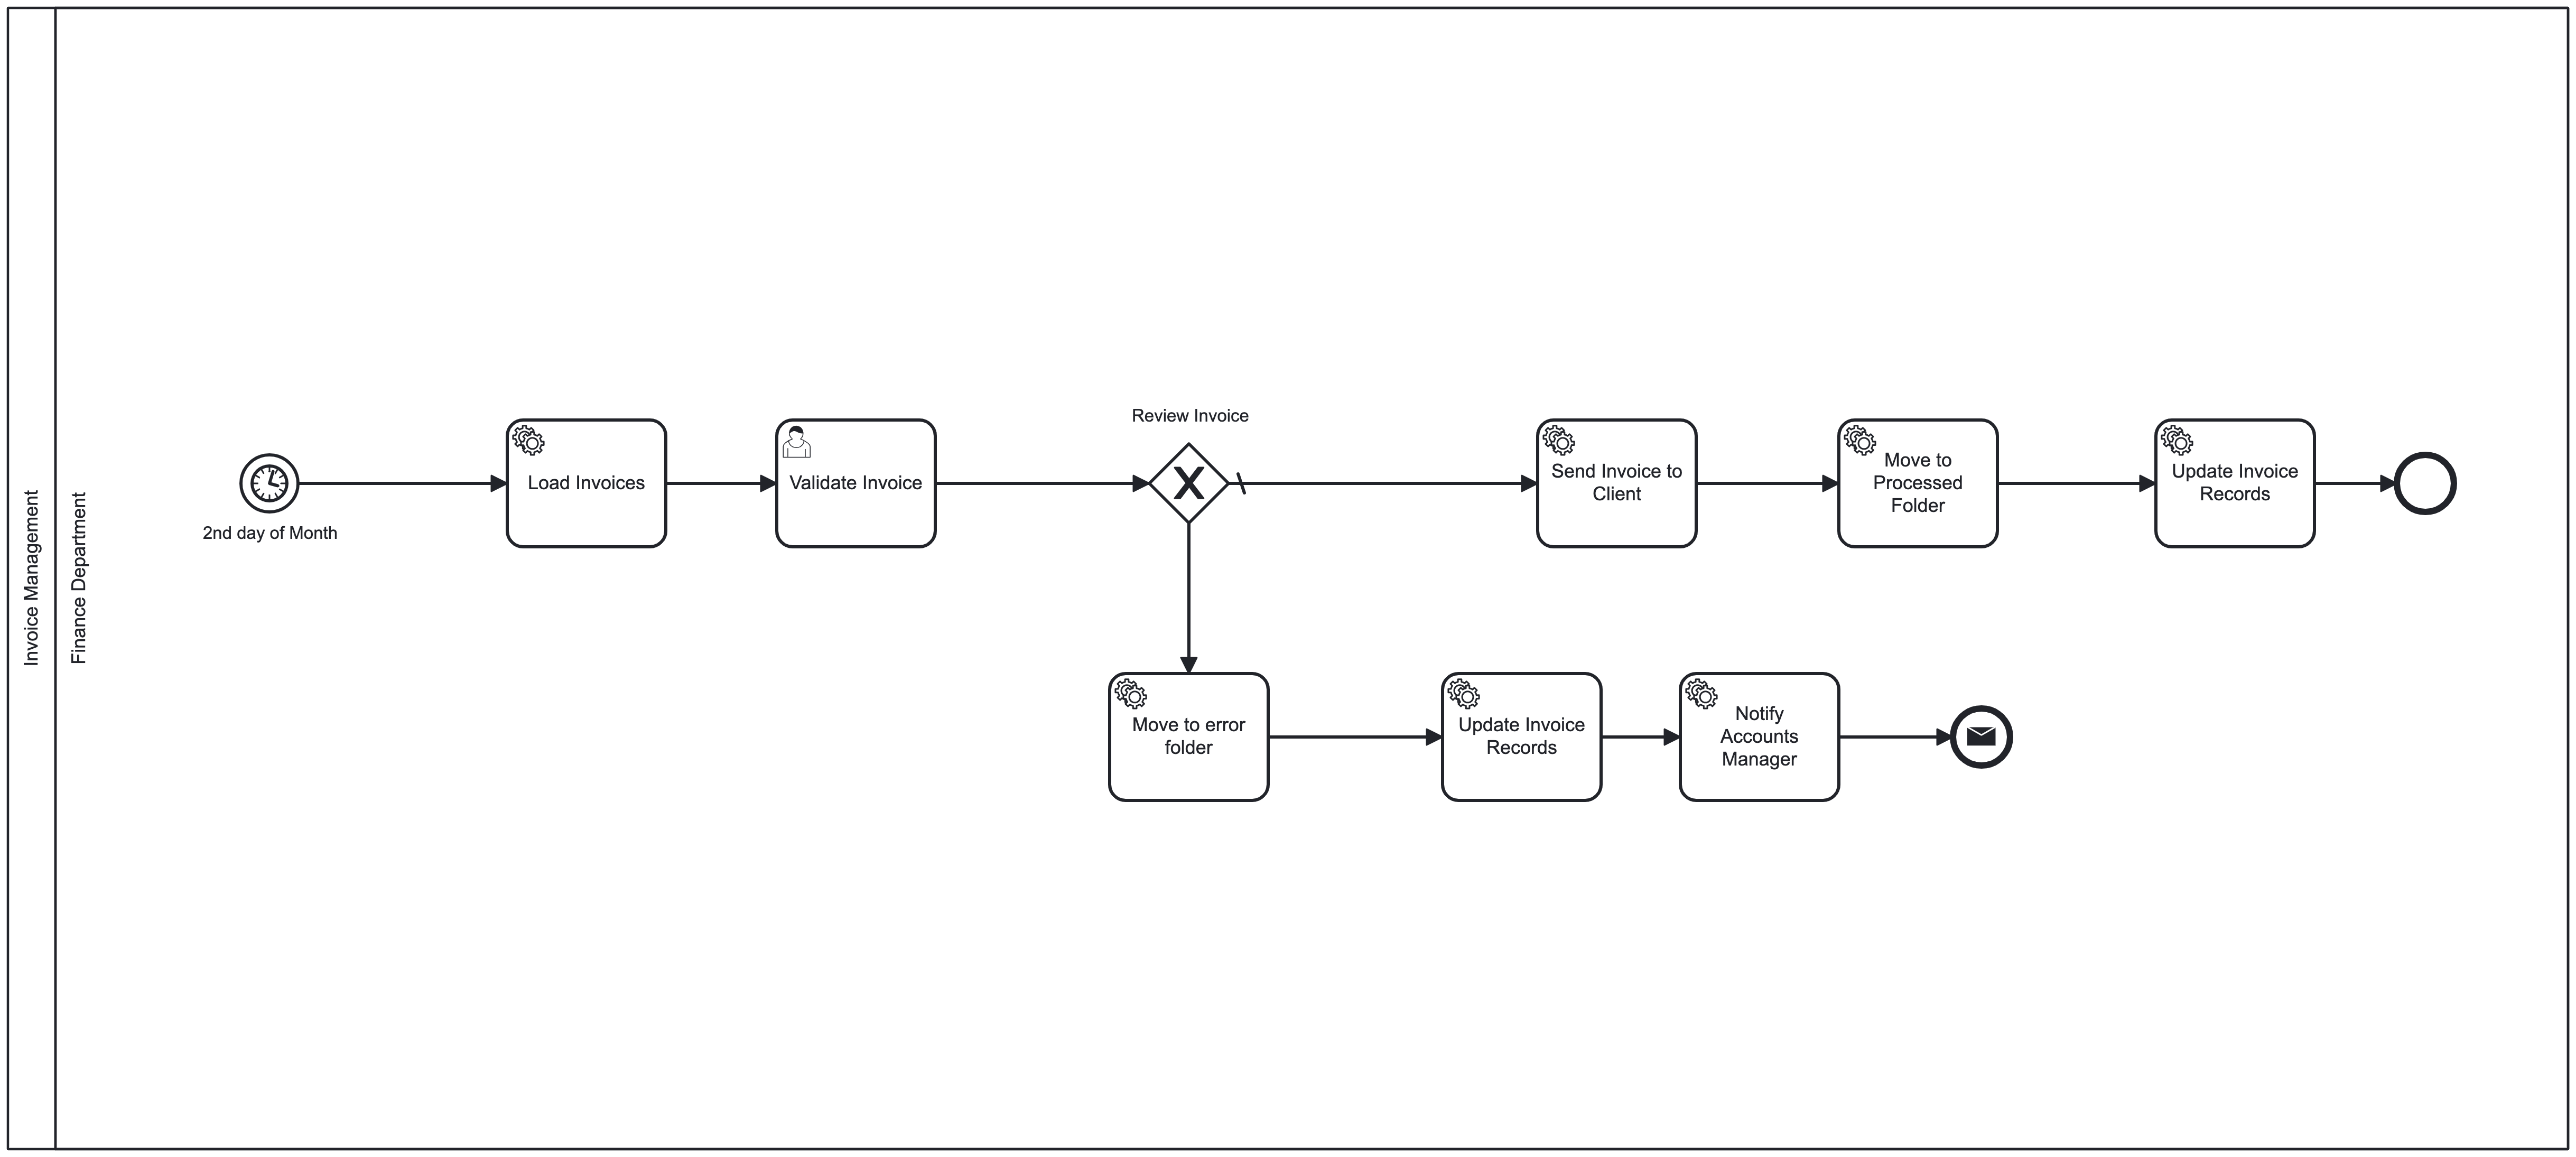 Invoice Management
Finance Department
2nd day of Month
Load Invoices
Validate Invoice
Review Invoice
Send Invoice to
Client
Move to
Processed
Folder
Update Invoice
Records
Move to error
folder
Update Invoice
Records
Notify
Accounts
Manager